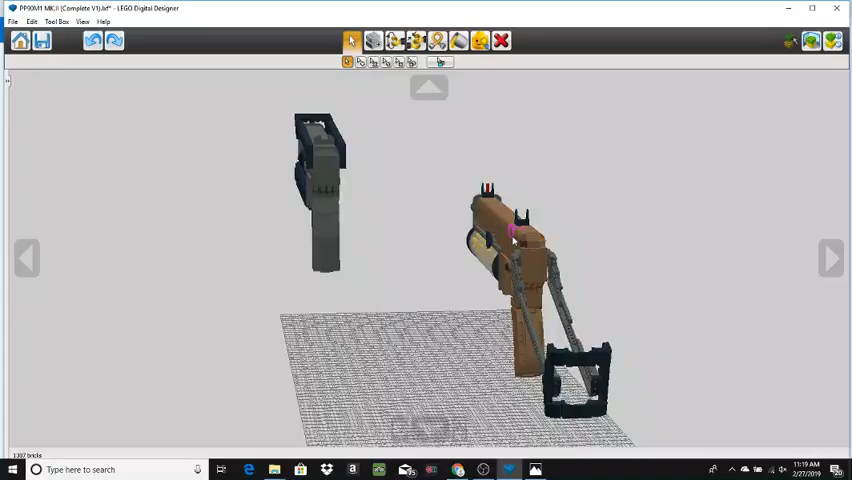 PP90M1 MK.II (Complete V1).lxf* - LEGO Digital Designer
File Edit Tool Box View Help
1387 bricks
Type here to search
11:19 AM
2/27/2019